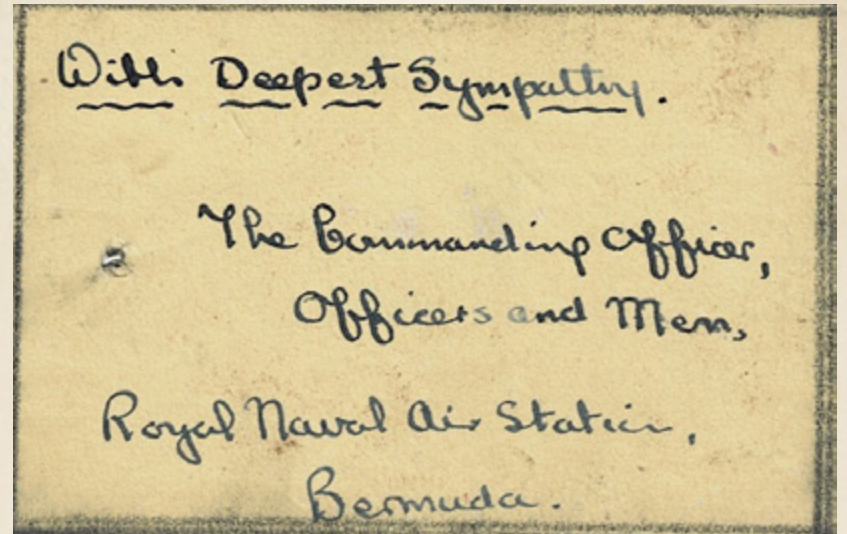 With Deepest Sympathy.
The Commanding Officer,
Officers and Men,
Royal Naval Air Station,
Bermuda.